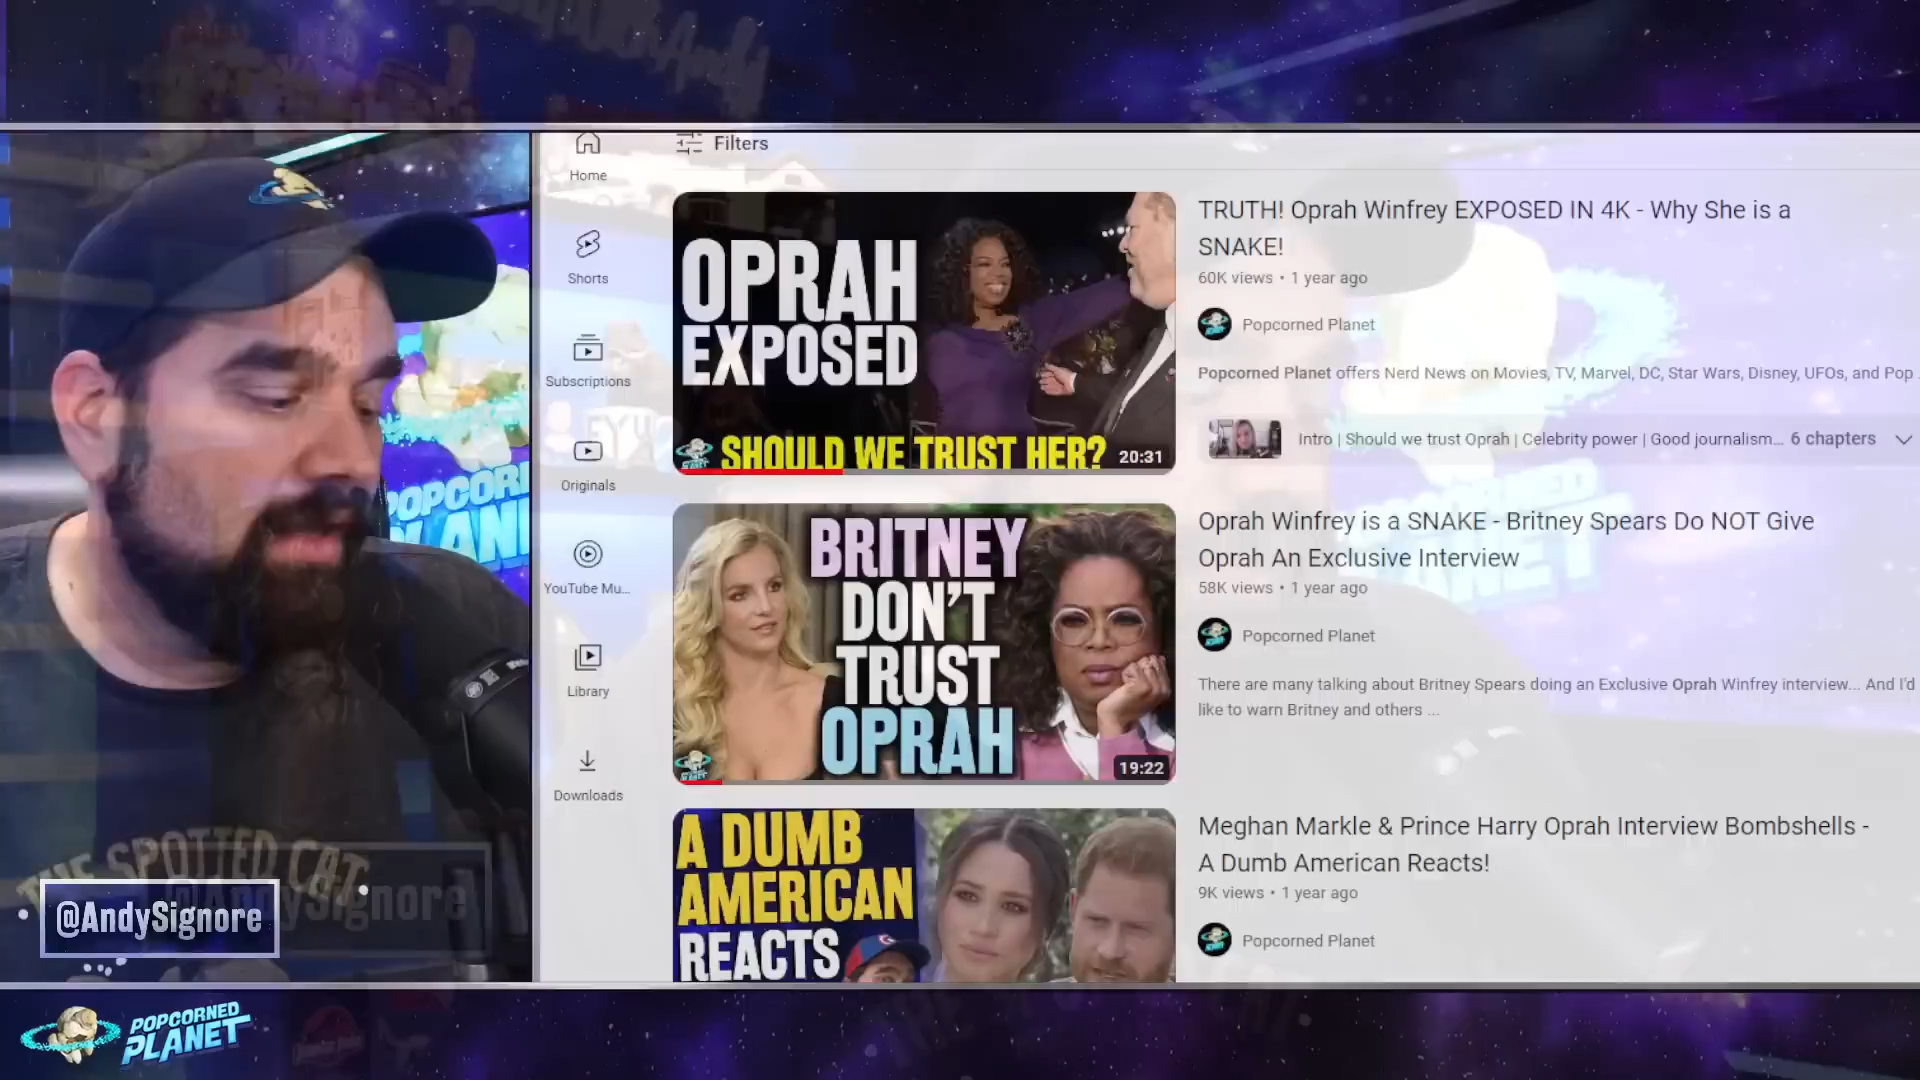 Home
Filters
Shorts
Subscriptions
Originals
YouTube Mu...
Library
Downloads
OPRAH
EXPOSED
SHOULD WE TRUST HER?
20:31
TRUTH! Oprah Winfrey EXPOSED IN 4K - Why She is a
SNAKE!
60K views • 1 year ago
Popcorned Planet
Popcorned Planet offers Nerd News on Movies, TV, Marvel, DC, Star Wars, Disney, UFOs, and Pop
Intro | Should we trust Oprah | Celebrity power | Good journalism... 6 chapters
BRITNEY
DON'T
TRUST
OPRAH
19:22
Oprah Winfrey is a SNAKE - Britney Spears Do NOT Give
Oprah An Exclusive Interview
58K views • 1 year ago
Popcorned Planet
There are many talking about Britney Spears doing an Exclusive Oprah Winfrey interview... And I'd
like to warn Britney and others ...
A DUMB
AMERICAN
REACTS
Meghan Markle & Prince Harry Oprah Interview Bombshells -
A Dumb American Reacts!
9K views • 1 year ago
Popcorned Planet
THE SPOTTED CAT
@AndySignore
@AndySignore
POPCORNED
PLANET
POPCORNED
PLANET